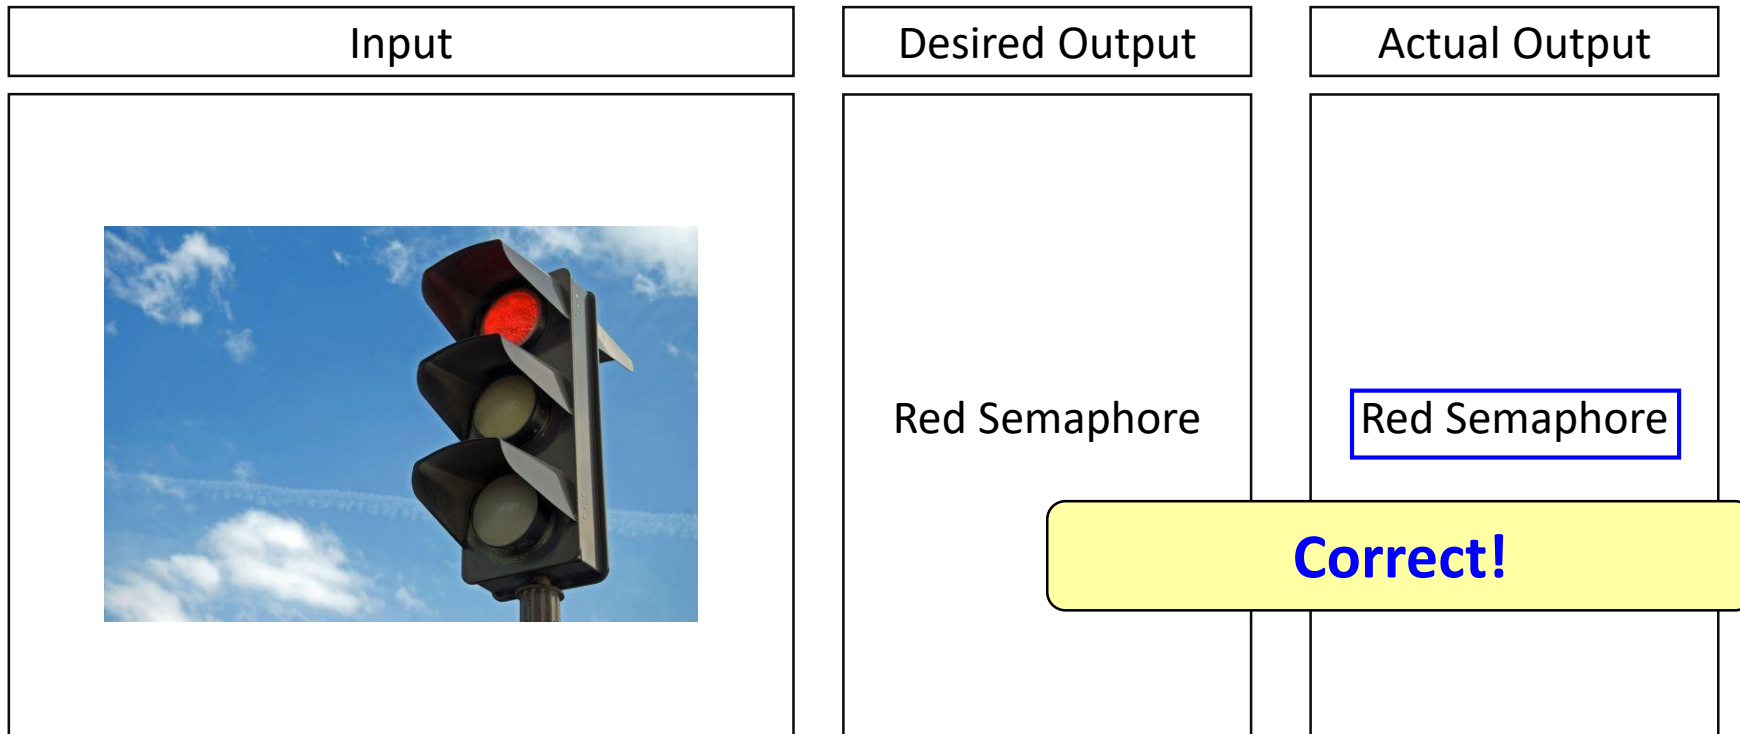 Input
Desired Output
Actual Output
Red Semaphore
Red Semaphore
Correct!